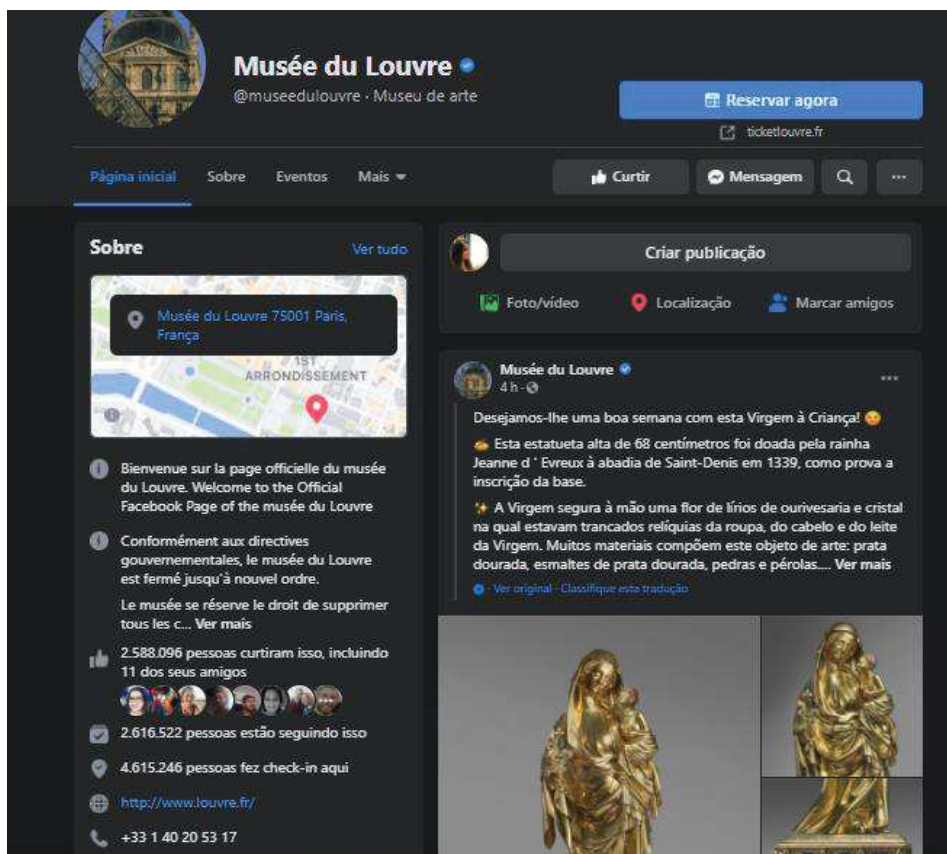 Musée du Louvre
@museedulouvre · Museu de arte
Reservar agora
ticketlouvre.fr
Página inicial
Sobre
Eventos
Mais
Curtir
Mensagem
Sobre
Ver tudo
Musée du Louvre 75001 Paris,
França
1ST
ARRONDISSEMENT
Bienvenue sur la page officielle du musée
du Louvre. Welcome to the Official
Facebook Page of the musée du Louvre
Conformément aux directives
gouvernementales, le musée du Louvre
est fermé jusqu'à nouvel ordre.
Le musée se réserve le droit de supprimer
tous les c... Ver mais
2.588.096 pessoas curtiram isso, incluindo
11 dos seus amigos
2.616.522 pessoas estão seguindo isso
4.615.246 pessoas fez check-in aqui
http://www.louvre.fr/
+33 1 40 20 53 17
Criar publicação
Foto/vídeo
Localização
Marcar amigos
Musée du Louvre
4 h ·
Desejamos-lhe uma boa semana com esta Virgem à Criança! 😉
✍️ Esta estatueta alta de 68 centímetros foi doada pela rainha
Jeanne d ' Evreux à abadia de Saint-Denis em 1339, como prova a
inscrição da base.
✨ A Virgem segura à mão uma flor de lírios de ourivesaria e cristal
na qual estavam trancados relíquias da roupa, do cabelo e do leite
da Virgem. Muitos materiais compõem este objeto de arte: prata
dourada, esmaltes de prata dourada, pedras e pérolas.... Ver mais
· Ver original · Classifique esta tradução